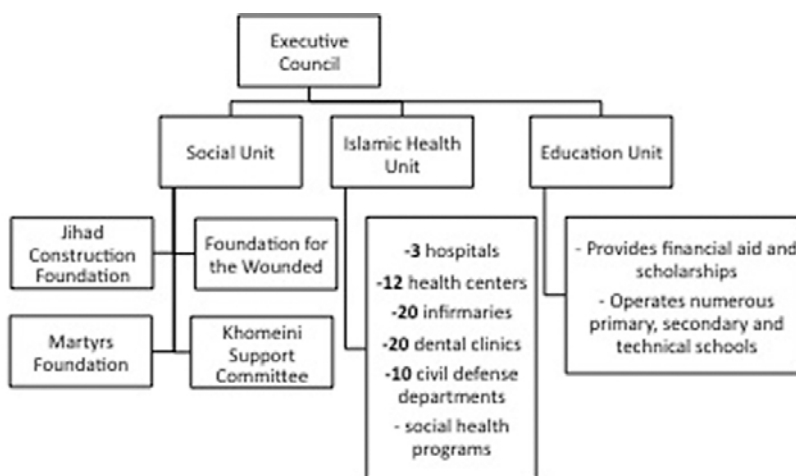 Executive
Council
Social Unit
Islamic Health
Unit
Education Unit
Jihad
Construction
Foundation
Foundation for
the Wounded
Martyrs
Foundation
Khomeini
Support
Committee
-3 hospitals
-12 health centers
-20 infirmaries
-20 dental clinics
-10 civil defense
departments
- social health
programs
- Provides financial aid and
scholarships
- Operates numerous
primary, secondary and
technical schools